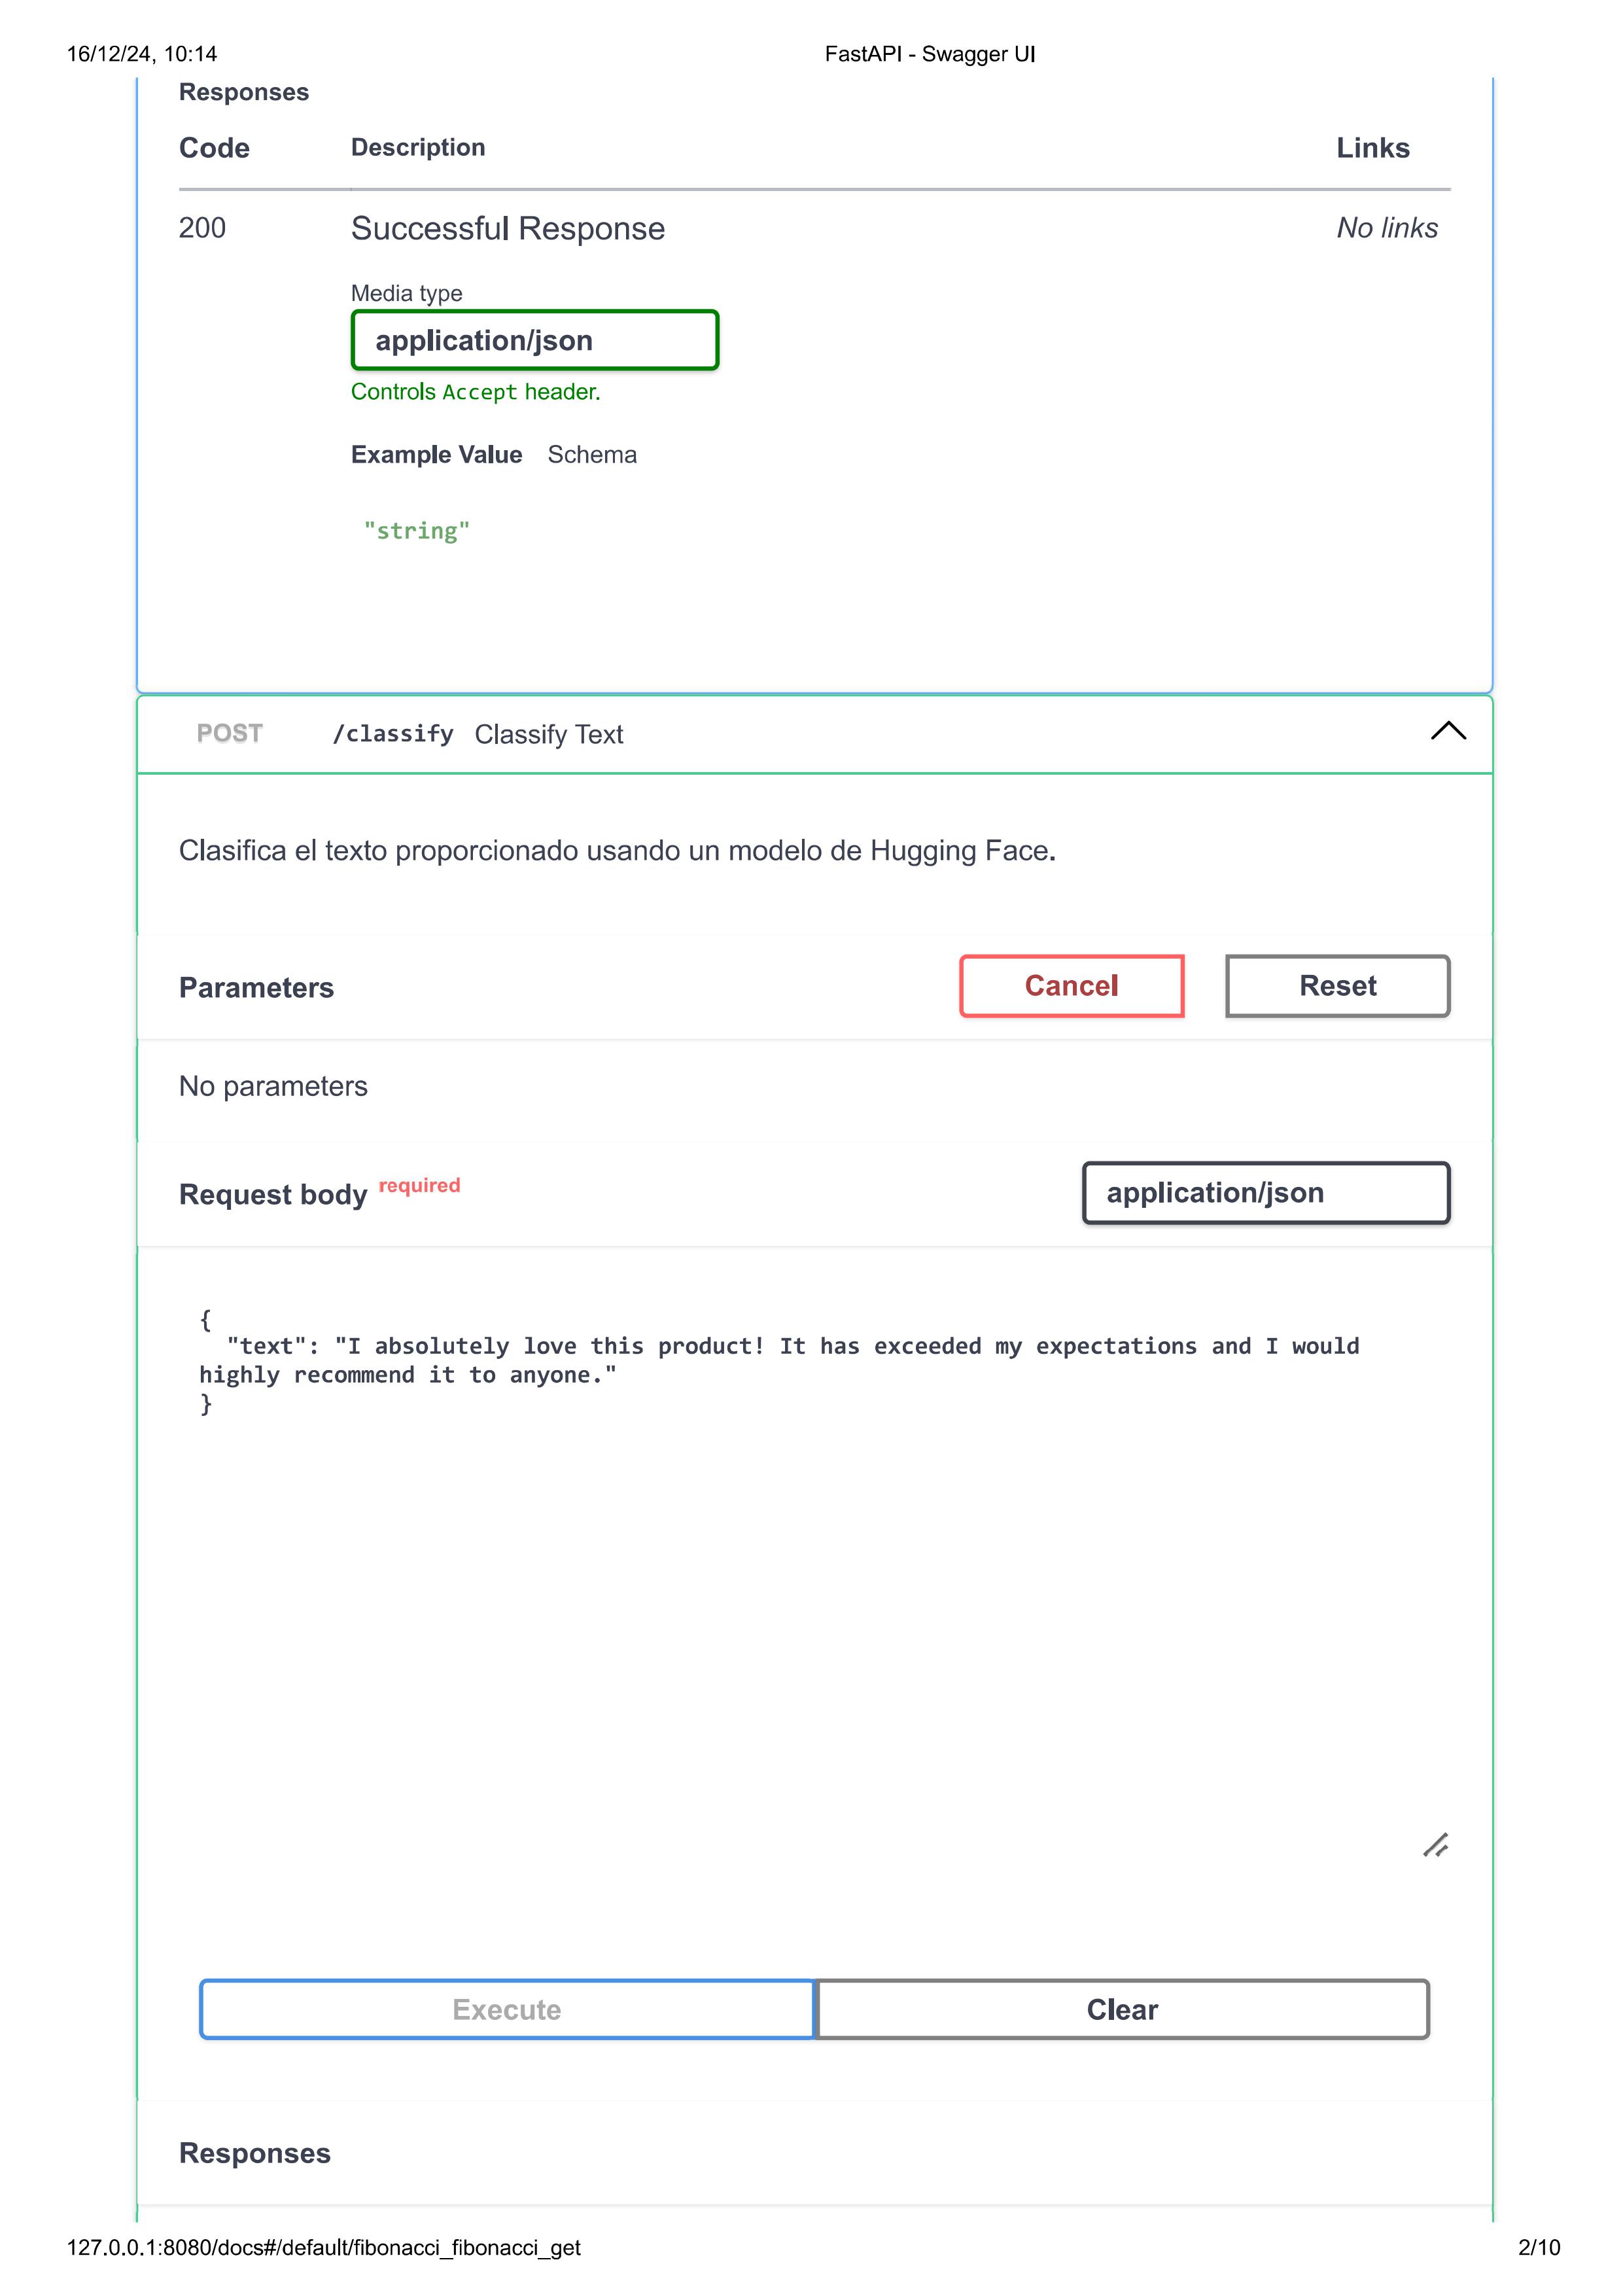 16/12/24, 10:14 FastAPI - Swagger UI
Responses
Code Description Links
200 Successful Response No links
Media type
application/json
Controls Accept header.
Example Value Schema
"string"
POST /classify Classify Text
Clasifica el texto proporcionado usando un modelo de Hugging Face.
Parameters Cancel Reset
No parameters
Request body required application/json
{
"text": "I absolutely love this product! It has exceeded my expectations and I would
highly recommend it to anyone."
}
Execute Clear
Responses
127.0.0.1:8080/docs#/default/fibonacci_fibonacci_get 2/10